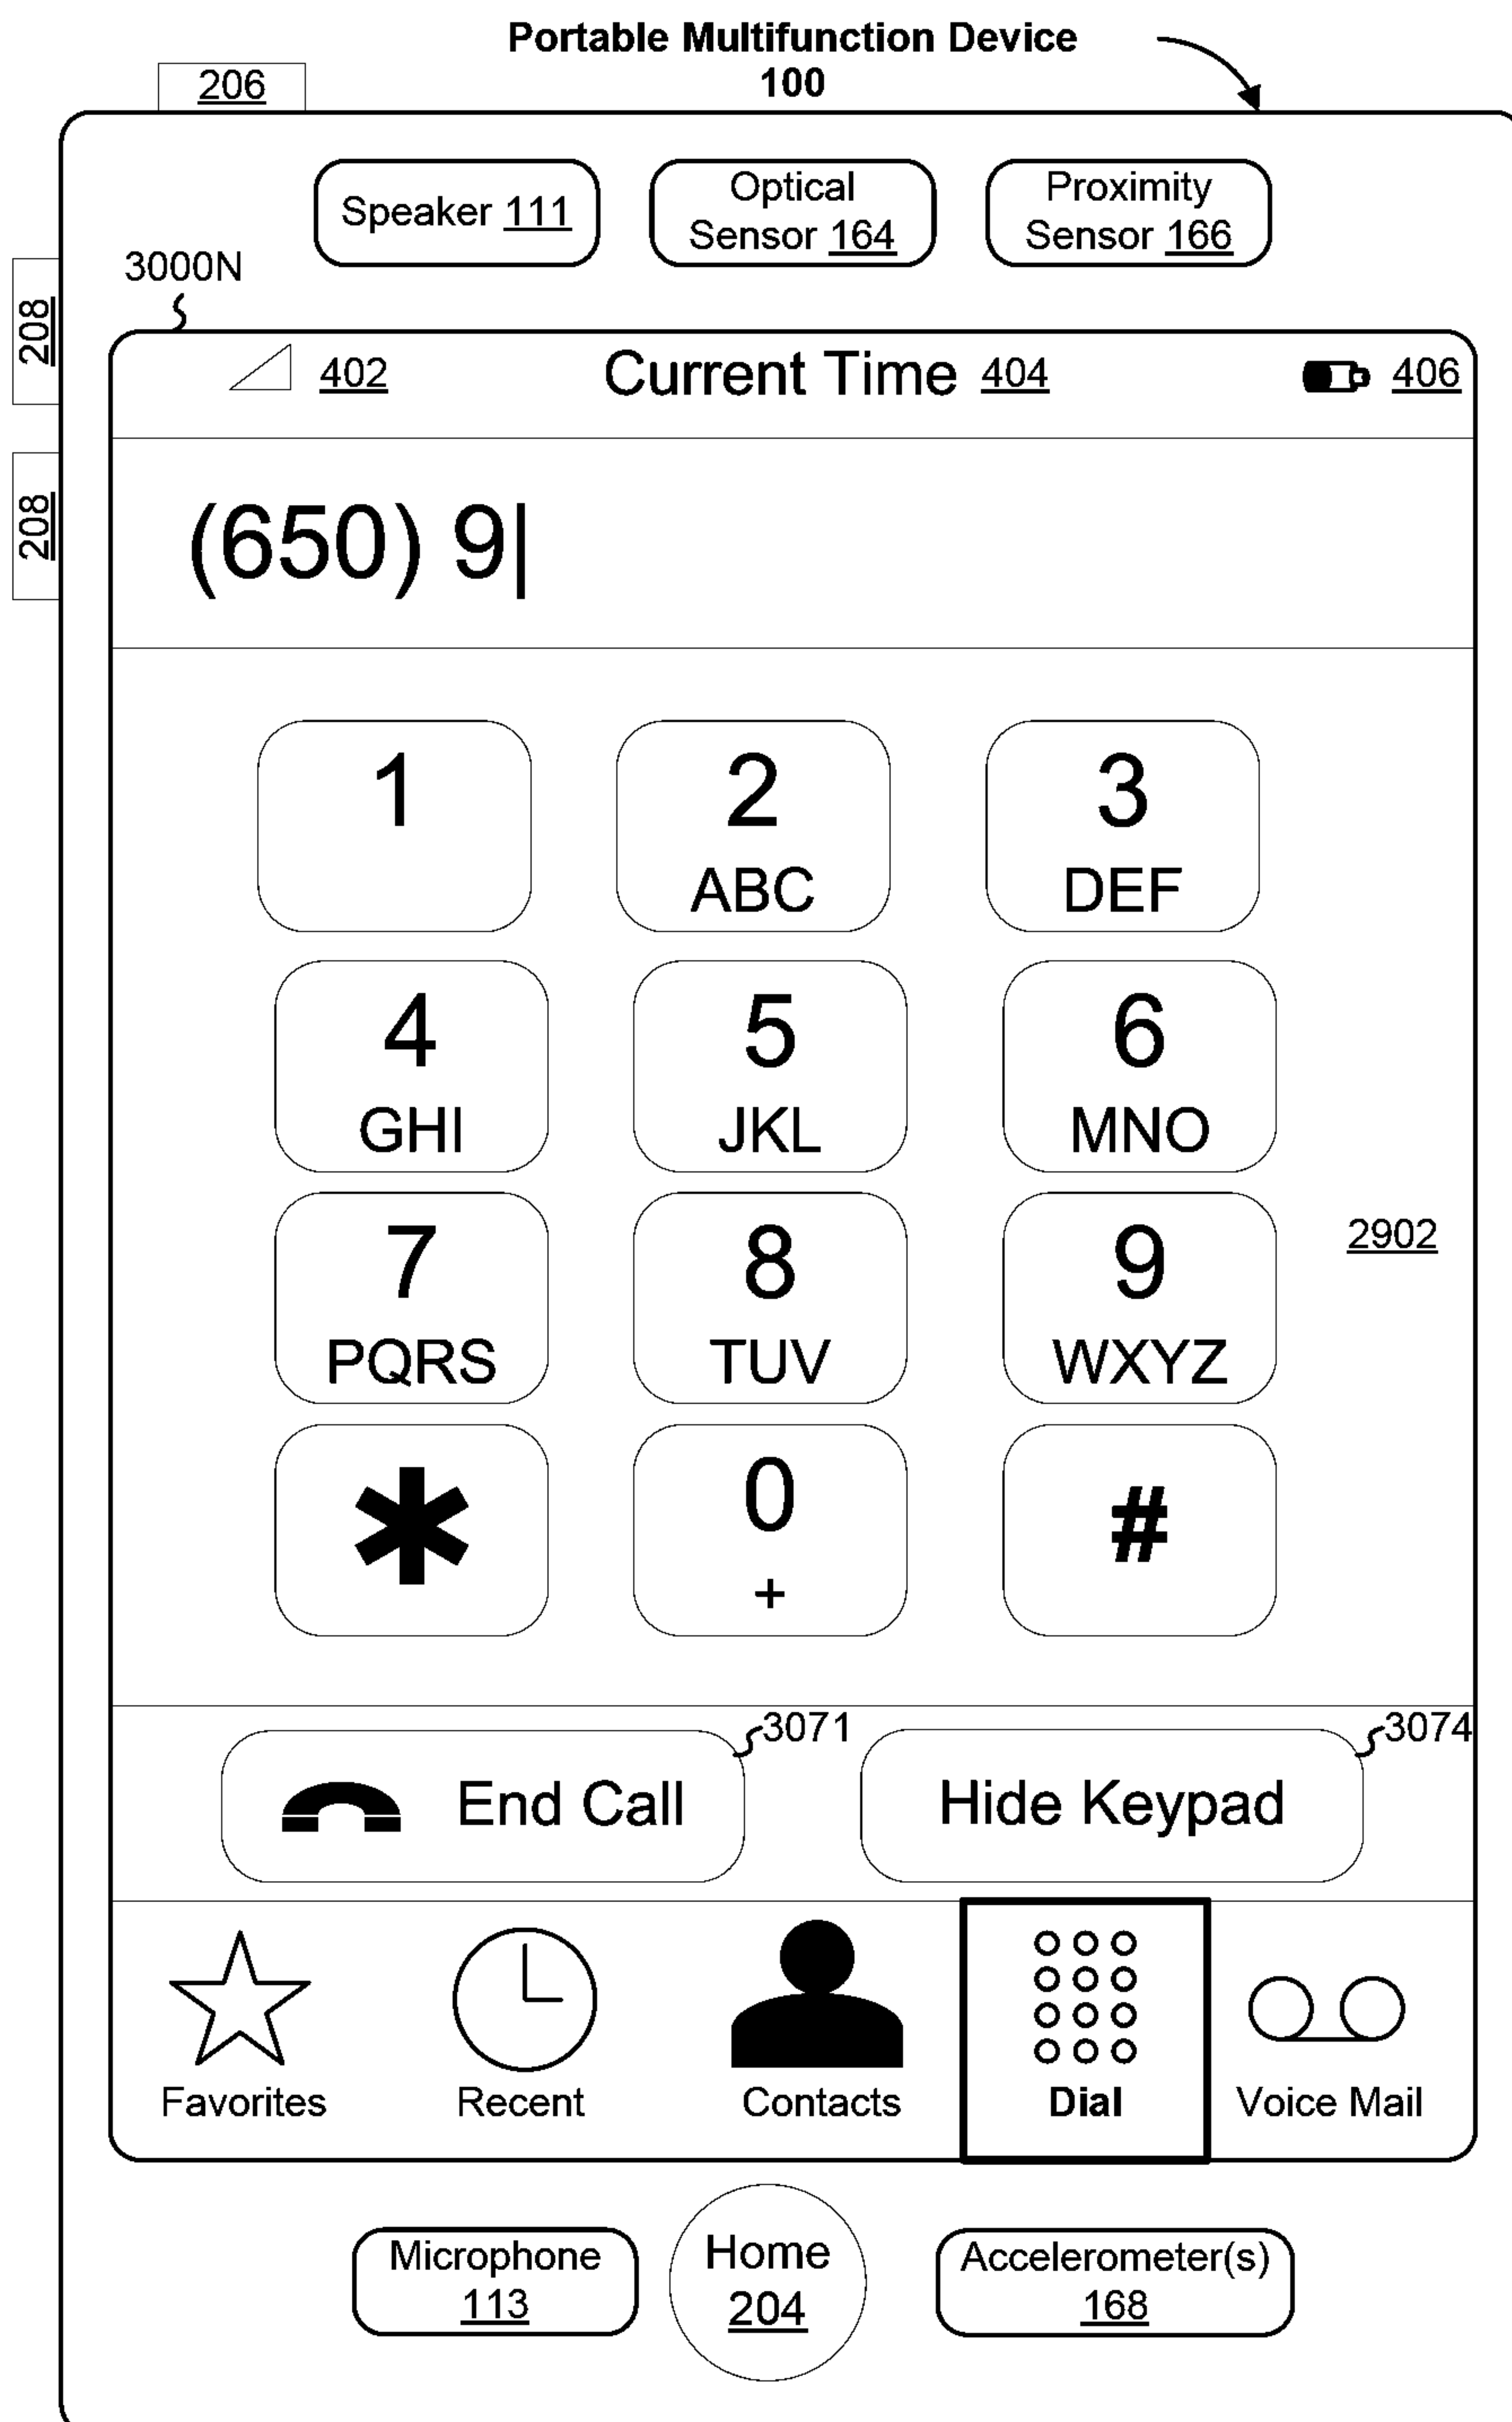 Portable Multifunction Device
100
206
Speaker 111
Optical
Sensor 164
Proximity
Sensor 166
3000N
208
402 Current Time 404 406
208
(650) 9|
1
2
ABC
3
DEF
4
GHI
5
JKL
6
MNO
7
PQRS
8
TUV
9
WXYZ
2902
*
0
+
#
3071
3074
End Call
Hide Keypad
Favorites
Recent
Contacts
Dial
Voice Mail
Microphone
113
Home
204
Accelerometer(s)
168